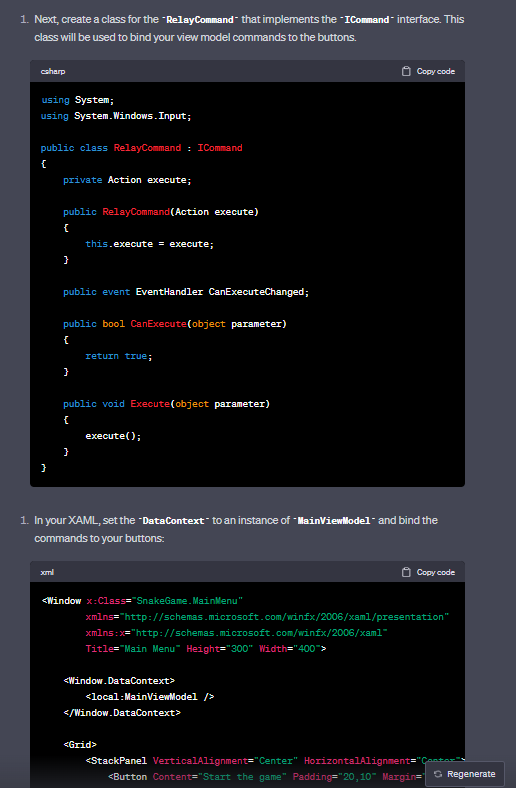 1. Next, create a class for the `RelayCommand` that implements the `ICommand` interface. This
class will be used to bind your view model commands to the buttons.
csharp Copy code
using System;
using System.Windows.Input;
public class RelayCommand : ICommand
{
private Action execute;
public RelayCommand(Action execute)
{
this.execute = execute;
}
public event EventHandler CanExecuteChanged;
public bool CanExecute(object parameter)
{
return true;
}
public void Execute(object parameter)
{
execute();
}
}
1. In your XAML, set the `DataContext` to an instance of `MainViewModel` and bind the
commands to your buttons:
xml Copy code
<Window x:Class="SnakeGame.MainMenu"
xmlns="http://schemas.microsoft.com/winfx/2006/xaml/presentation"
xmlns:x="http://schemas.microsoft.com/winfx/2006/xaml"
Title="Main Menu" Height="300" Width="400">
<Window.DataContext>
<local:MainViewModel />
</Window.DataContext>
<Grid>
<StackPanel VerticalAlignment="Center" HorizontalAlignment="Center">
<Button Content="Start the game" Padding="20,10" Margin="
Regenerate